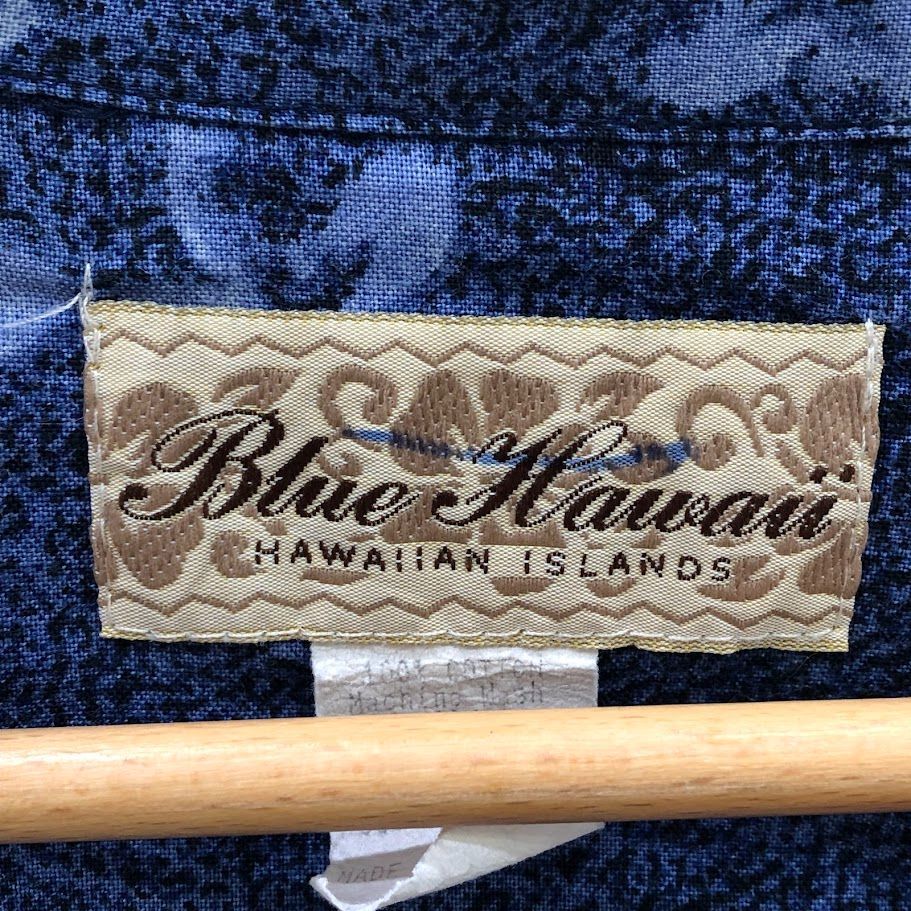 Blue Hawaii
HAWAIIAN ISLANDS
100% COTTON
Machine Wash
MADE